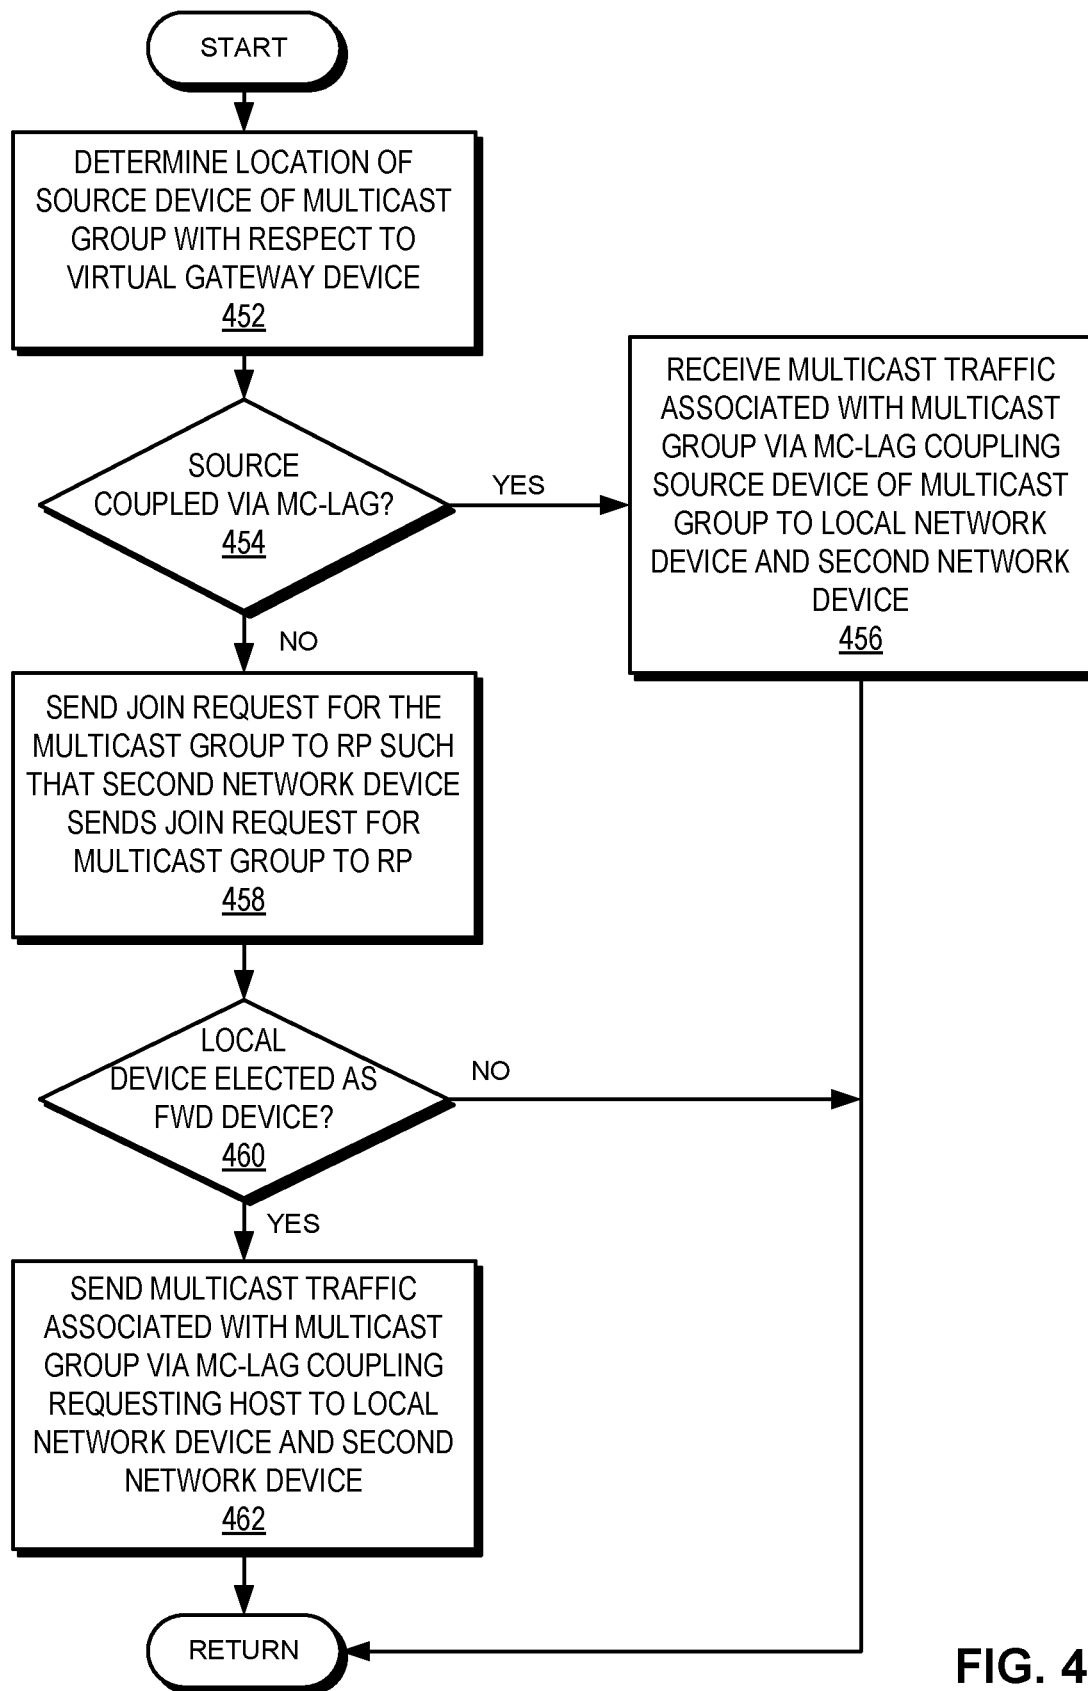 START
DETERMINE LOCATION OF
SOURCE DEVICE OF MULTICAST
GROUP WITH RESPECT TO
VIRTUAL GATEWAY DEVICE
452
SOURCE
COUPLED VIA MC-LAG?
454
YES
RECEIVE MULTICAST TRAFFIC
ASSOCIATED WITH MULTICAST
GROUP VIA MC-LAG COUPLING
SOURCE DEVICE OF MULTICAST
GROUP TO LOCAL NETWORK
DEVICE AND SECOND NETWORK
DEVICE
456
NO
SEND JOIN REQUEST FOR THE
MULTICAST GROUP TO RP SUCH
THAT SECOND NETWORK DEVICE
SENDS JOIN REQUEST FOR
MULTICAST GROUP TO RP
458
LOCAL
DEVICE ELECTED AS
FWD DEVICE?
460
NO
YES
SEND MULTICAST TRAFFIC
ASSOCIATED WITH MULTICAST
GROUP VIA MC-LAG COUPLING
REQUESTING HOST TO LOCAL
NETWORK DEVICE AND SECOND
NETWORK DEVICE
462
RETURN
FIG. 4